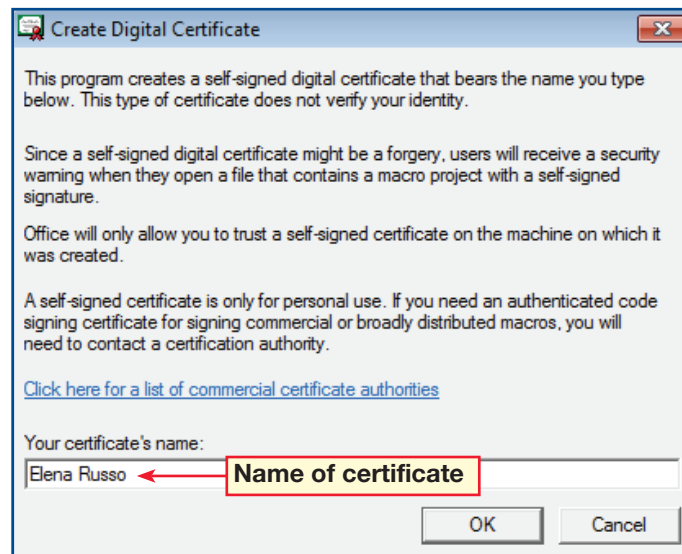 Create Digital Certificate
This program creates a self-signed digital certificate that bears the name you type
below. This type of certificate does not verify your identity.
Since a self-signed digital certificate might be a forgery, users will receive a security
warning when they open a file that contains a macro project with a self-signed
signature.
Office will only allow you to trust a self-signed certificate on the machine on which it
was created.
A self-signed certificate is only for personal use. If you need an authenticated code
signing certificate for signing commercial or broadly distributed macros, you will
need to contact a certification authority.
Click here for a list of commercial certificate authorities
Your certificate's name:
Elena Russo Name of certificate
OK Cancel